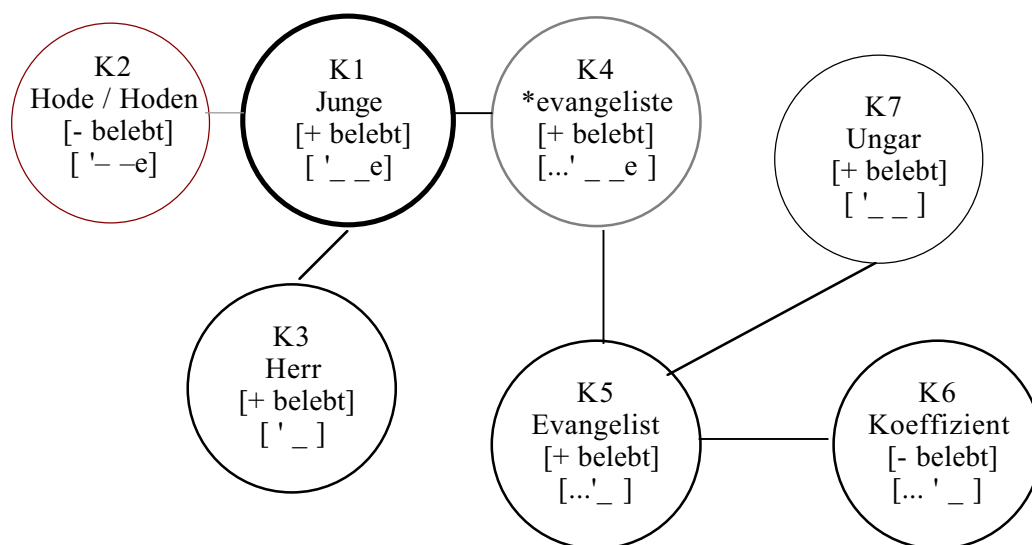 K2
Hode / Hoden
[- belebt]
[ '– –e]
K1
Junge
[+ belebt]
[ '_ _e]
K4
*evangeliste
[+ belebt]
[...' _ _e ]
K7
Ungar
[+ belebt]
[ '_ _ ]
K3
Herr
[+ belebt]
[ ' _ ]
K5
Evangelist
[+ belebt]
[...'_ ]
K6
Koeffizient
[- belebt]
[... ' _ ]